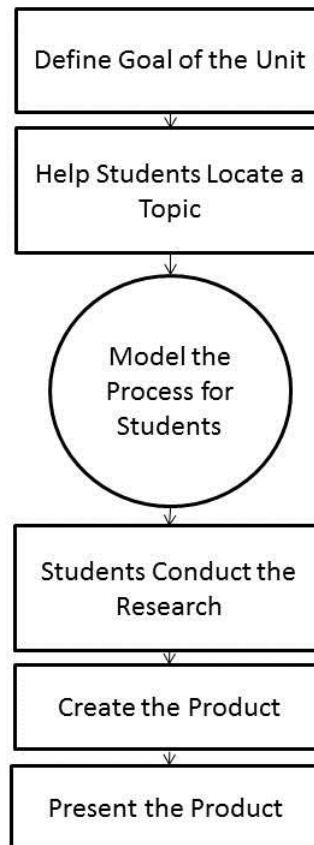 Define Goal of the Unit
Help Students Locate a
Topic
Model the
Process for
Students
Students Conduct the
Research
Create the Product
Present the Product